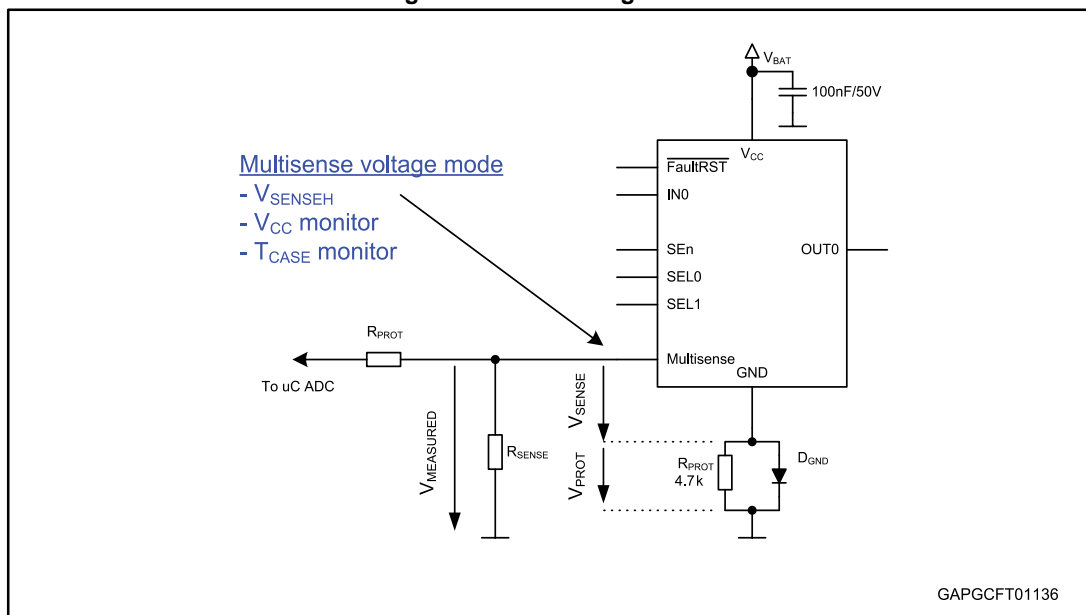 V_BAT
100nF/50V
V_CC
Multisense voltage mode
- V_SENSEH
- V_CC monitor
- T_CASE monitor
FaultRST
IN0
SEn
SEL0
SEL1
OUT0
Multisense
GND
R_PROT
To uC ADC
V_MEASURED
R_SENSE
V_SENSE
V_PROT
R_PROT
4.7k
D_GND
GAPGCFT01136